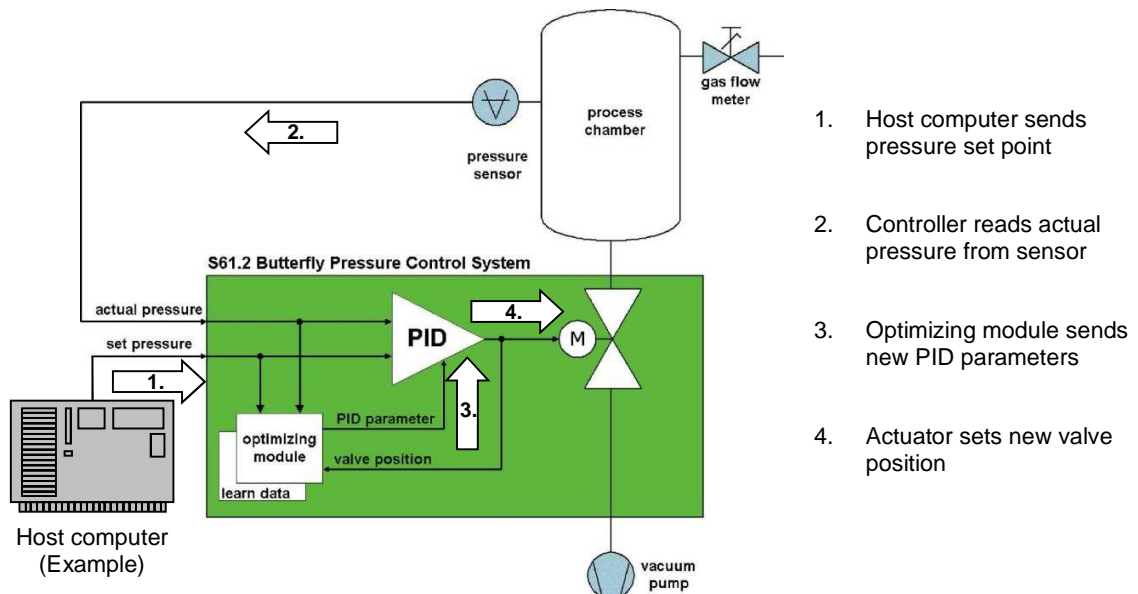 gas flow
meter
process
chamber
2.
pressure
sensor
S61.2 Butterfly Pressure Control System
actual pressure
4.
PID
M
set pressure
1.
3.
PID parameter
optimizing
module
valve position
learn data
Host computer
(Example)
vacuum
pump
1. Host computer sends
pressure set point
2. Controller reads actual
pressure from sensor
3. Optimizing module sends
new PID parameters
4. Actuator sets new valve
position